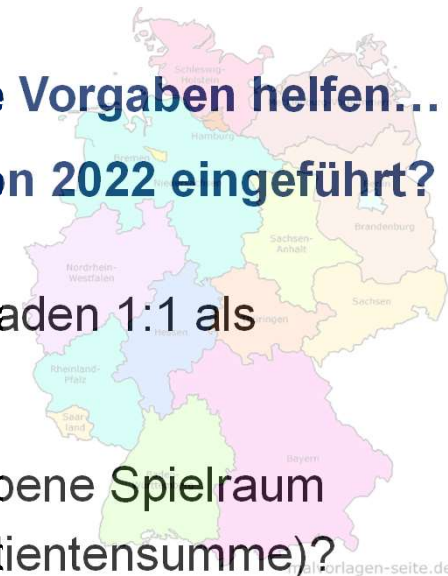 e Vorgaben helfen…
on 2022 eingeführt?
aden 1:1 als
bene Spielraum
tientensumme)?
Schleswig-
Holstein
Hamburg
Bremen
Brandenburg
Sachsen-
Anhalt
Nordrhein-
Westfalen
Sachsen
Hessen
Rheinland-
Pfalz
Saar
land
Bayern
malvorlagen-seite.de